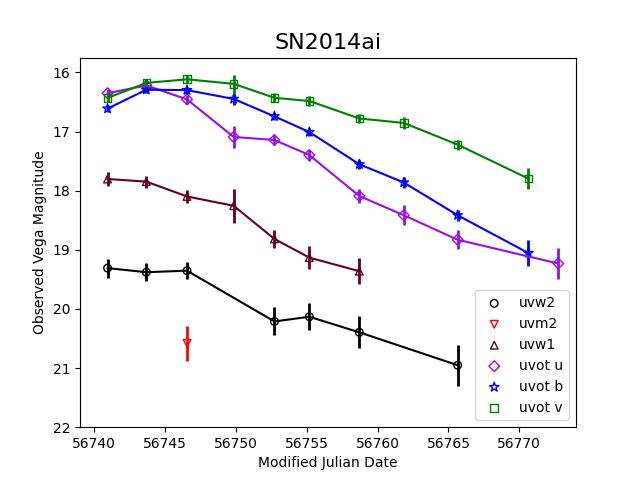 SN2014ai
Observed Vega Magnitude
16
17
18
19
20
21
22
56740 56745 56750 56755 56760 56765 56770
Modified Julian Date
uvw2
uvm2
uvw1
uvot u
uvot b
uvot v